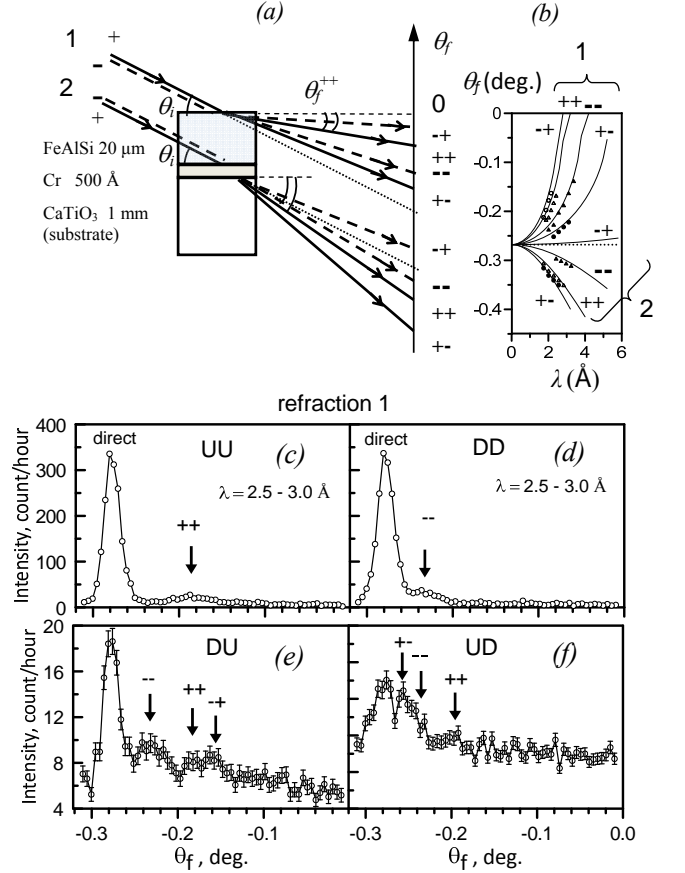 (a)
(b)
1
+
-
2
-
+
θi
θi
θf++
θf
0
-+
++
--
+-
-+
--
++
+-
FeAlSi 20 μm
Cr 500 Å
CaTiO3 1 mm
(substrate)
1
θf (deg.)
++ --
-+
+-
-+
--
+-
++
2
0
-0.1
-0.2
-0.3
-0.4
0 2 4 6
λ (Å)
refraction 1
Intensity, count/hour
400
300
200
100
0
direct
UU
(c)
λ = 2.5 - 3.0 Å
++
direct
DD
(d)
λ = 2.5 - 3.0 Å
--
Intensity, count/hour
20
16
12
8
4
DU
(e)
--
++
-+
UD
(f)
+-
--
++
-0.3 -0.2 -0.1
-0.3 -0.2 -0.1 0.0
θf , deg.
θf , deg.